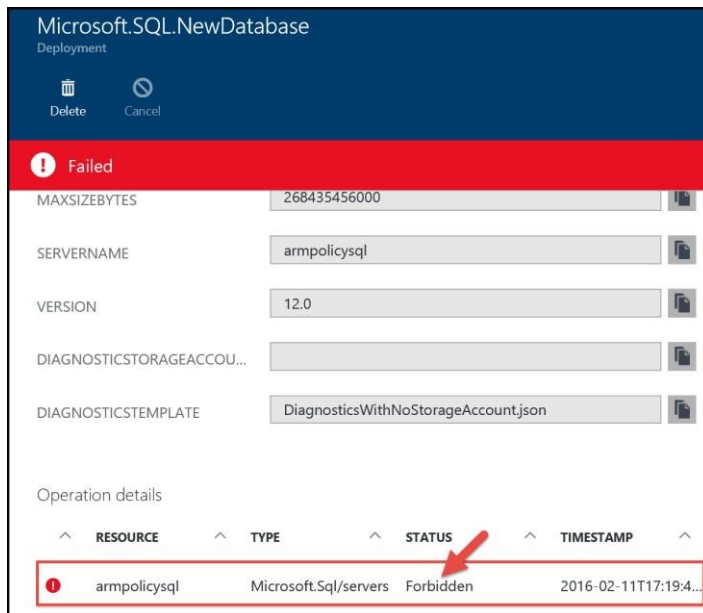 Microsoft.SQL.NewDatabase
Deployment
Delete Cancel
Failed
MAXSIZEBYTES 268435456000
SERVERNAME armpolicysql
VERSION 12.0
DIAGNOSTICSTORAGEACCOU...
DIAGNOSTICSTEMPLATE DiagnosticsWithNoStorageAccount.json
Operation details
RESOURCE TYPE STATUS TIMESTAMP
armpolicysql Microsoft.Sql/servers Forbidden 2016-02-11T17:19:4...